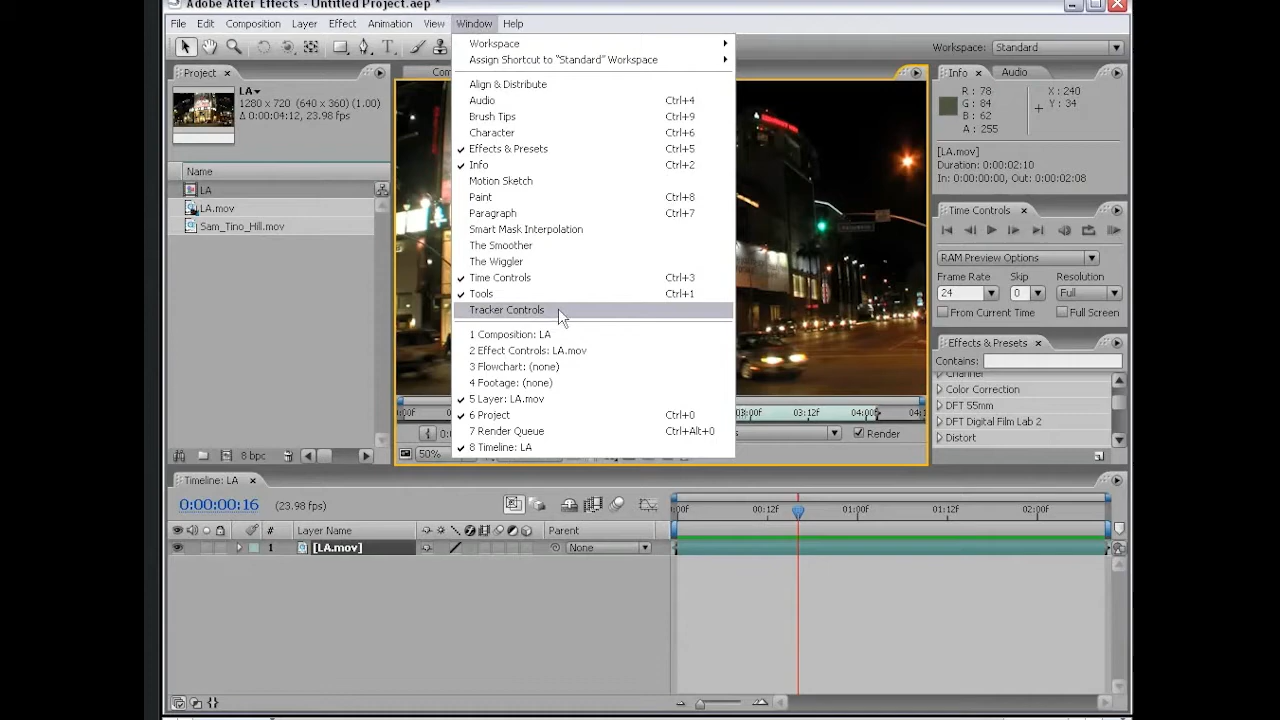 Adobe After Effects - Untitled Project.aep *
File Edit Composition Layer Effect Animation View Window Help
Workspace: Standard
Project
LA
1280 x 720 (640 x 360) (1.00)
Δ 0:00:04:12, 23.98 fps
Name
LA
LA.mov
Sam_Tino_Hill.mov
8 bpc
Workspace
Assign Shortcut to "Standard" Workspace
Align & Distribute
Audio Ctrl+4
Brush Tips Ctrl+9
Character Ctrl+6
Effects & Presets Ctrl+5
Info Ctrl+2
Motion Sketch
Paint Ctrl+8
Paragraph Ctrl+7
Smart Mask Interpolation
The Smoother
The Wiggler
Time Controls Ctrl+3
Tools Ctrl+1
Tracker Controls
1 Composition: LA
2 Effect Controls: LA.mov
3 Flowchart: (none)
4 Footage: (none)
5 Layer: LA.mov
6 Project Ctrl+0
7 Render Queue Ctrl+Alt+0
8 Timeline: LA
03:12f 04:00f
Render
50%
Info Audio
R: 78
G: 84
B: 62
A: 255
X: 240
Y: 34
[LA.mov]
Duration: 0:00:02:10
In: 0:00:00:00, Out: 0:00:02:08
Time Controls
RAM Preview Options
Frame Rate Skip Resolution
24 0 Full
From Current Time Full Screen
Effects & Presets
Contains:
Channel
Color Correction
DFT 55mm
DFT Digital Film Lab 2
Distort
Timeline: LA
0:00:00:16 (23.98 fps)
00:12f 01:00f 01:12f 02:00f
# Layer Name Parent
1 [LA.mov] None